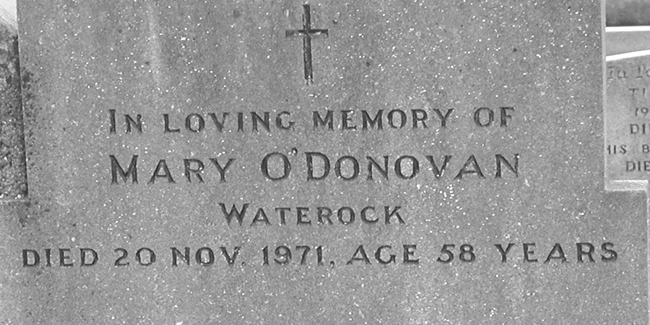 IN LOVING MEMORY OF
MARY O'DONOVAN
WATEROCK
DIED 20 NOV. 1971, AGE 58 YEARS